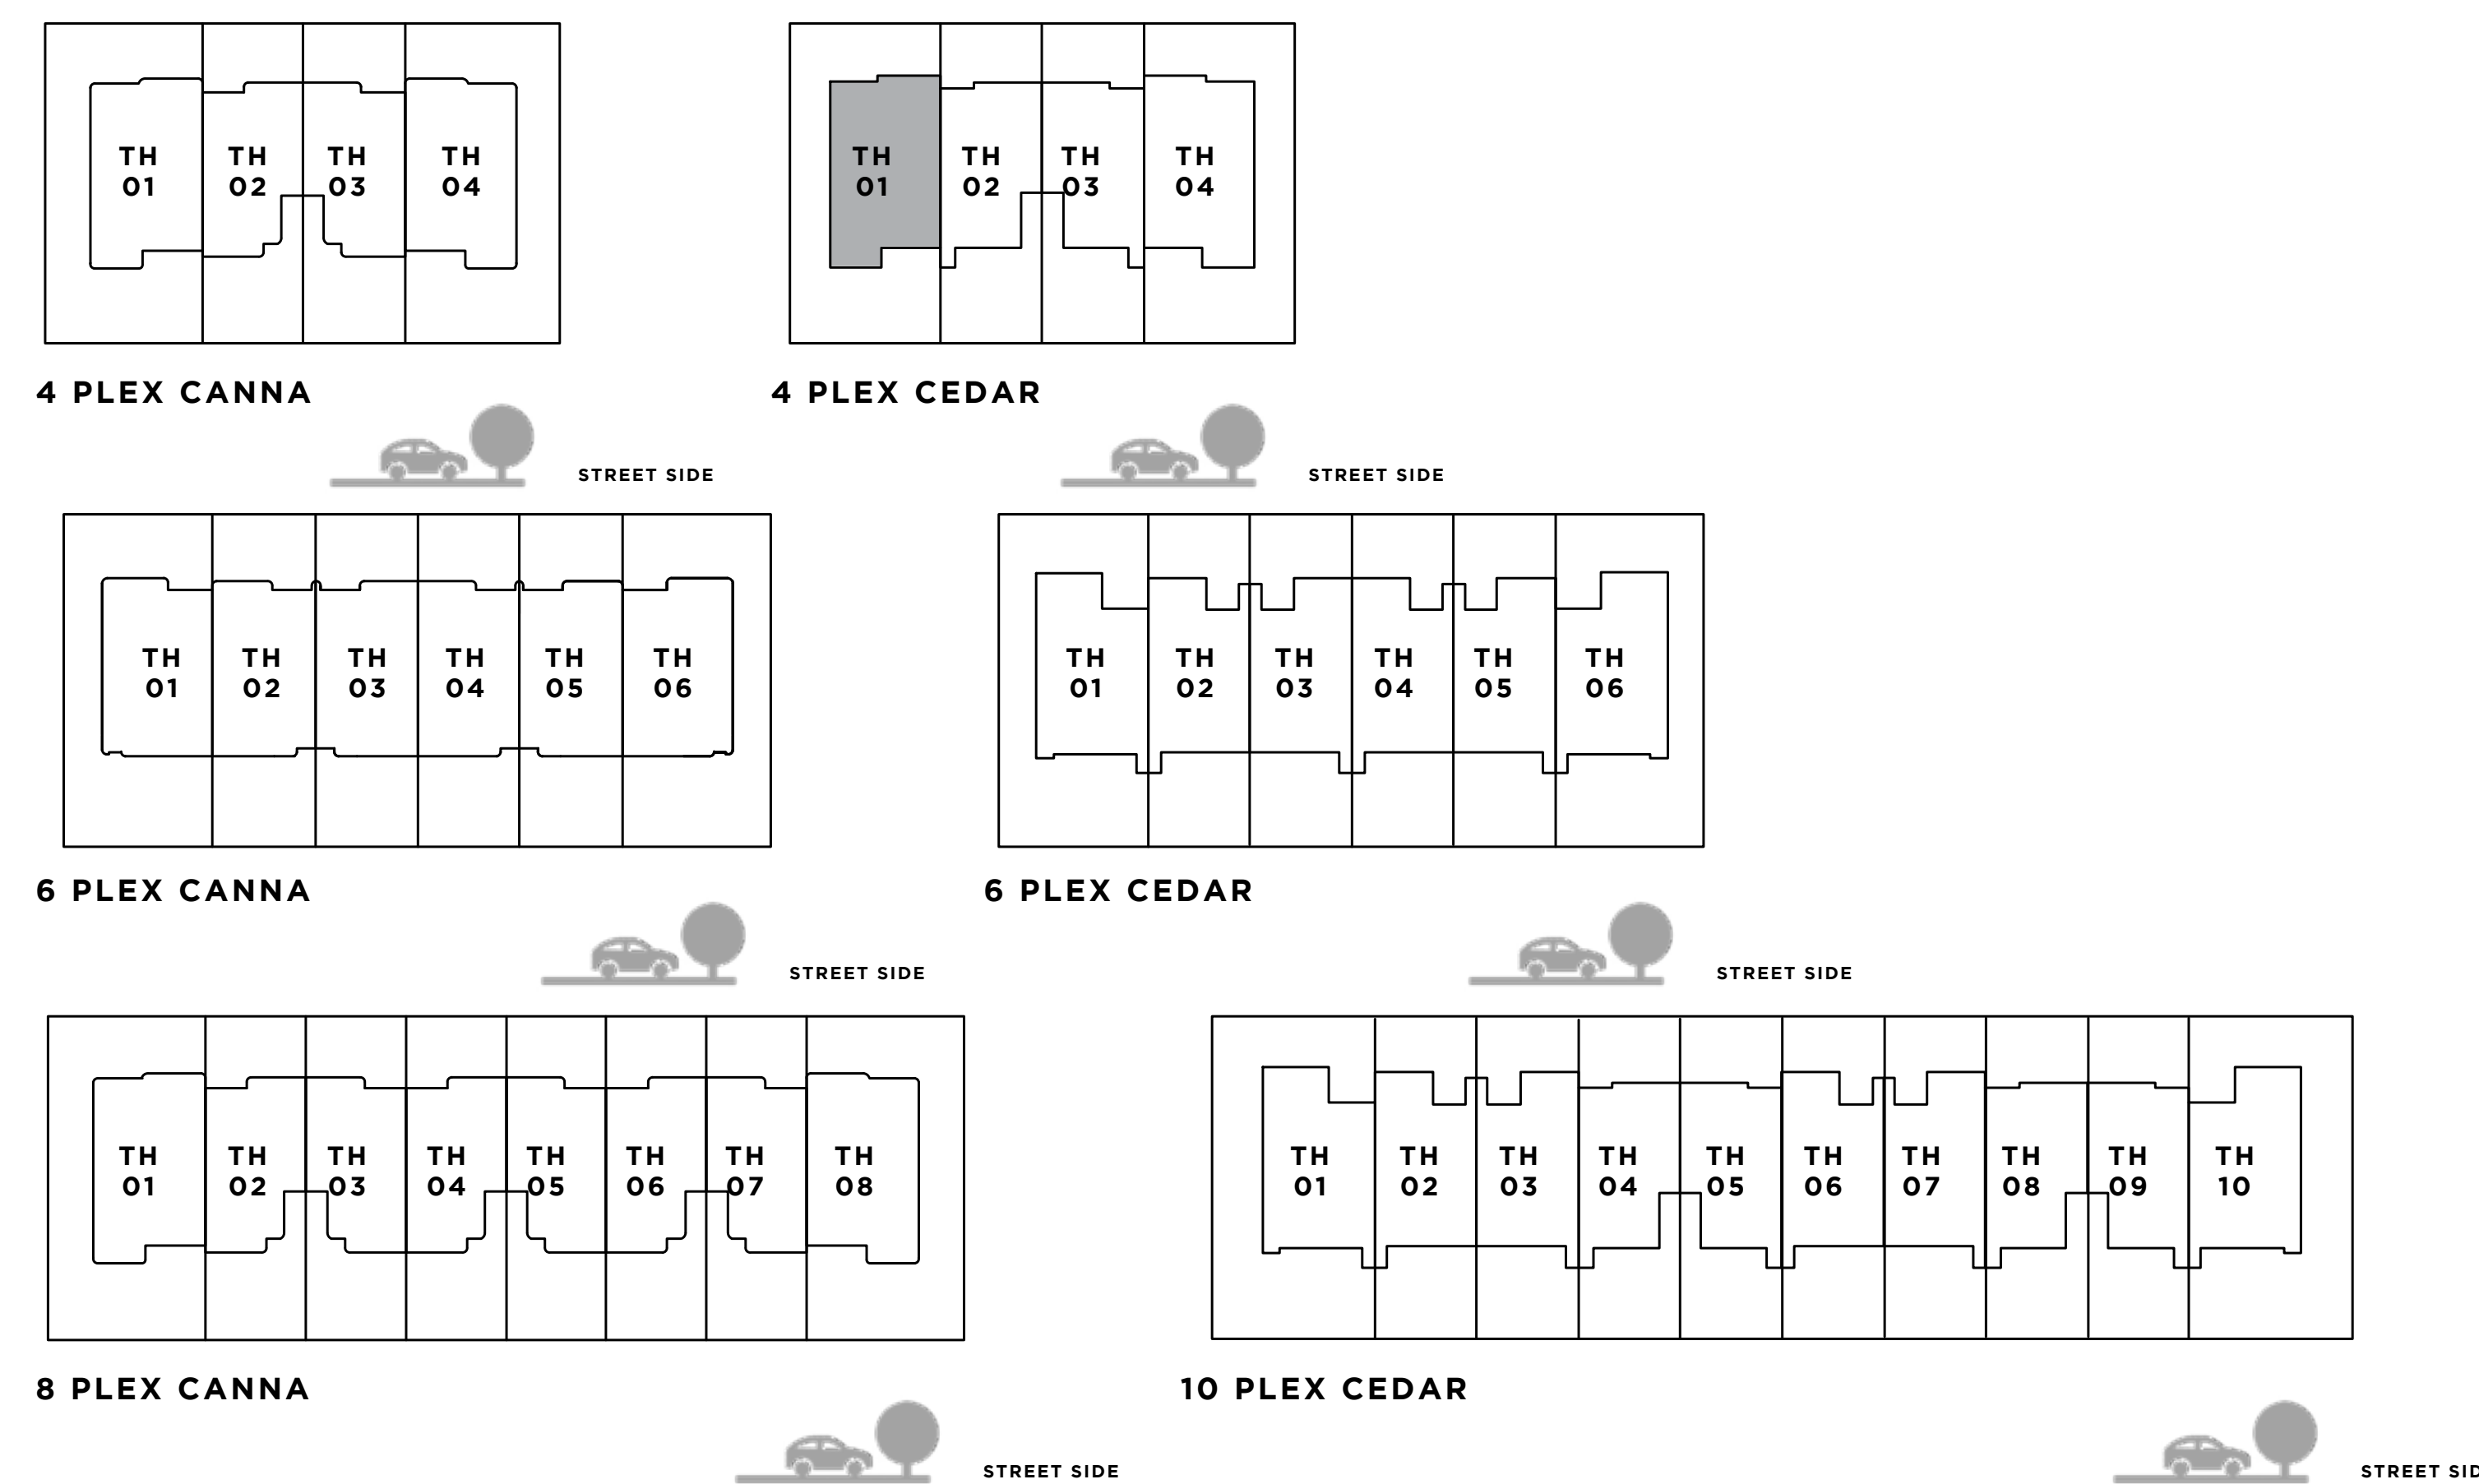 TH TH TH TH
01 02 03 04
TH TH TH TH
01 02 03 04
4 PLEX CANNA
4 PLEX CEDAR
STREET SIDE
STREET SIDE
TH TH TH TH TH TH
01 02 03 04 05 06
TH TH TH TH TH TH
01 02 03 04 05 06
6 PLEX CANNA
6 PLEX CEDAR
STREET SIDE
STREET SIDE
TH TH TH TH TH TH TH TH
01 02 03 04 05 06 07 08
TH TH TH TH TH TH TH TH TH TH
01 02 03 04 05 06 07 08 09 10
8 PLEX CANNA
10 PLEX CEDAR
STREET SIDE
STREET SID